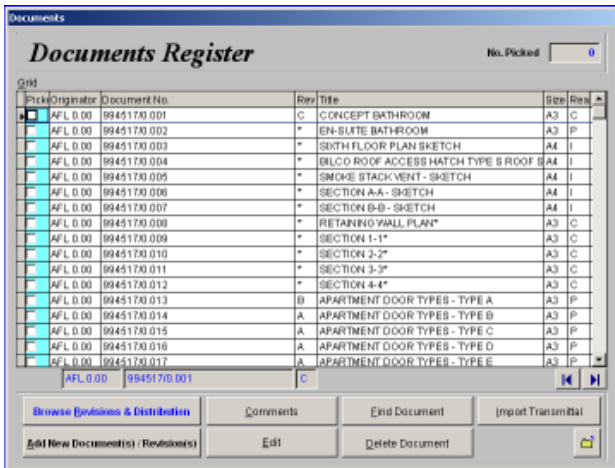 Documents
Documents Register
No. Picked 0
Grid
Pick Originator Document No. Rev Title Size Rea
AFL 0.00 994517/0.001 C CONCEPT BATHROOM A3 C
AFL 0.00 994517/0.002 * EN-SUITE BATHROOM A3 P
AFL 0.00 994517/0.003 * SIXTH FLOOR PLAN SKETCH A4 I
AFL 0.00 994517/0.004 * BILCO ROOF ACCESS HATCH TYPE S ROOF S A4 I
AFL 0.00 994517/0.005 * SMOKE STACK VENT - SKETCH A4 I
AFL 0.00 994517/0.006 * SECTION A-A - SKETCH A4 I
AFL 0.00 994517/0.007 * SECTION B-B - SKETCH A4 I
AFL 0.00 994517/0.008 * RETAINING WALL PLAN* A3 C
AFL 0.00 994517/0.009 * SECTION 1-1* A3 C
AFL 0.00 994517/0.010 * SECTION 2-2* A3 C
AFL 0.00 994517/0.011 * SECTION 3-3* A3 C
AFL 0.00 994517/0.012 * SECTION 4-4* A3 C
AFL 0.00 994517/0.013 B APARTMENT DOOR TYPES - TYPE A A3 P
AFL 0.00 994517/0.014 A APARTMENT DOOR TYPES - TYPE B A3 P
AFL 0.00 994517/0.015 A APARTMENT DOOR TYPES - TYPE C A3 P
AFL 0.00 994517/0.016 A APARTMENT DOOR TYPES - TYPE D A3 P
AFL 0.00 994517/0.017 A APARTMENT DOOR TYPES - TYPE E A3 P
AFL 0.00 994517/0.001 C
Browse Revisions & Distribution Comments Find Document Import Transmittal
Add New Document(s) / Revision(s) Edit Delete Document